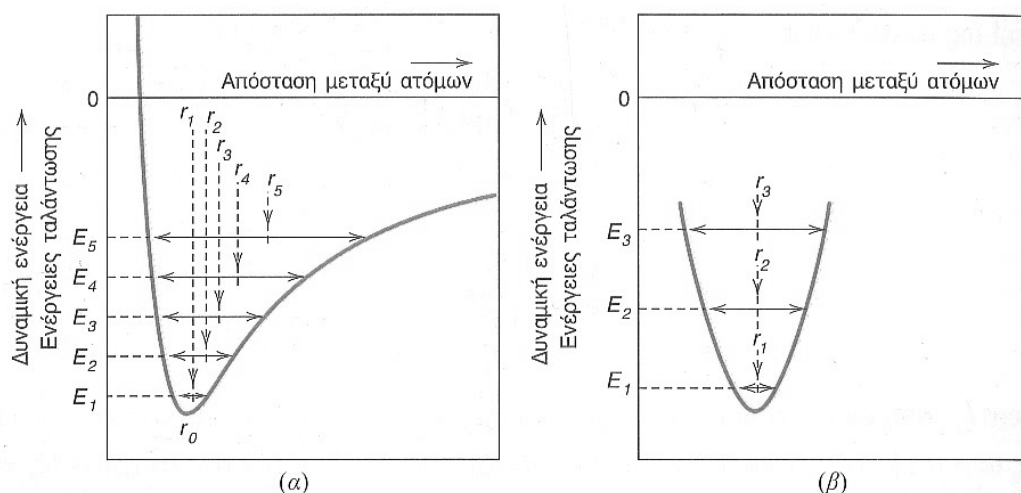 Απόσταση μεταξύ ατόμων
0
Δυναμική ενέργεια
Ενέργειες ταλάντωσης
r1
r2
r3
r4
r5
E5
E4
E3
E2
E1
r0
(α)
Απόσταση μεταξύ ατόμων
0
Δυναμική ενέργεια
Ενέργειες ταλάντωσης
r3
E3
r2
E2
r1
E1
(β)